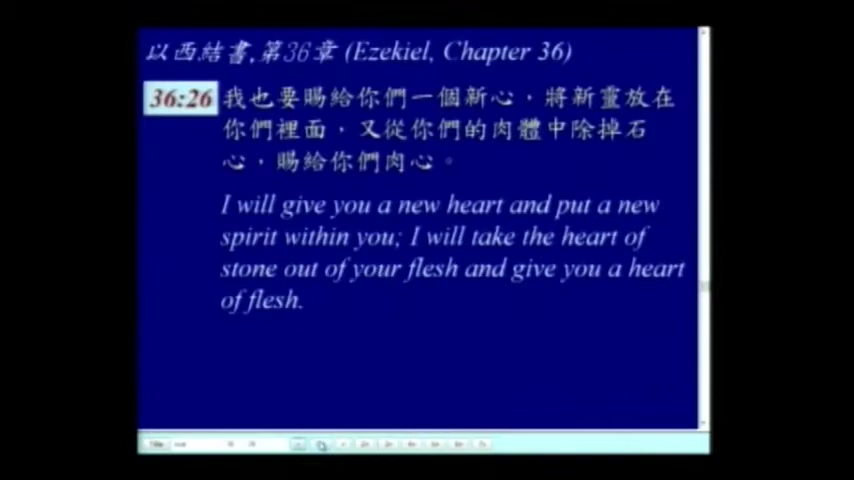 以西結書,第36章 (Ezekiel, Chapter 36)
36:26 我也要賜給你們一個新心,將新靈放在
你們裡面,又從你們的肉體中除掉石
心,賜給你們肉心。
I will give you a new heart and put a new
spirit within you; I will take the heart of
stone out of your flesh and give you a heart
of flesh.